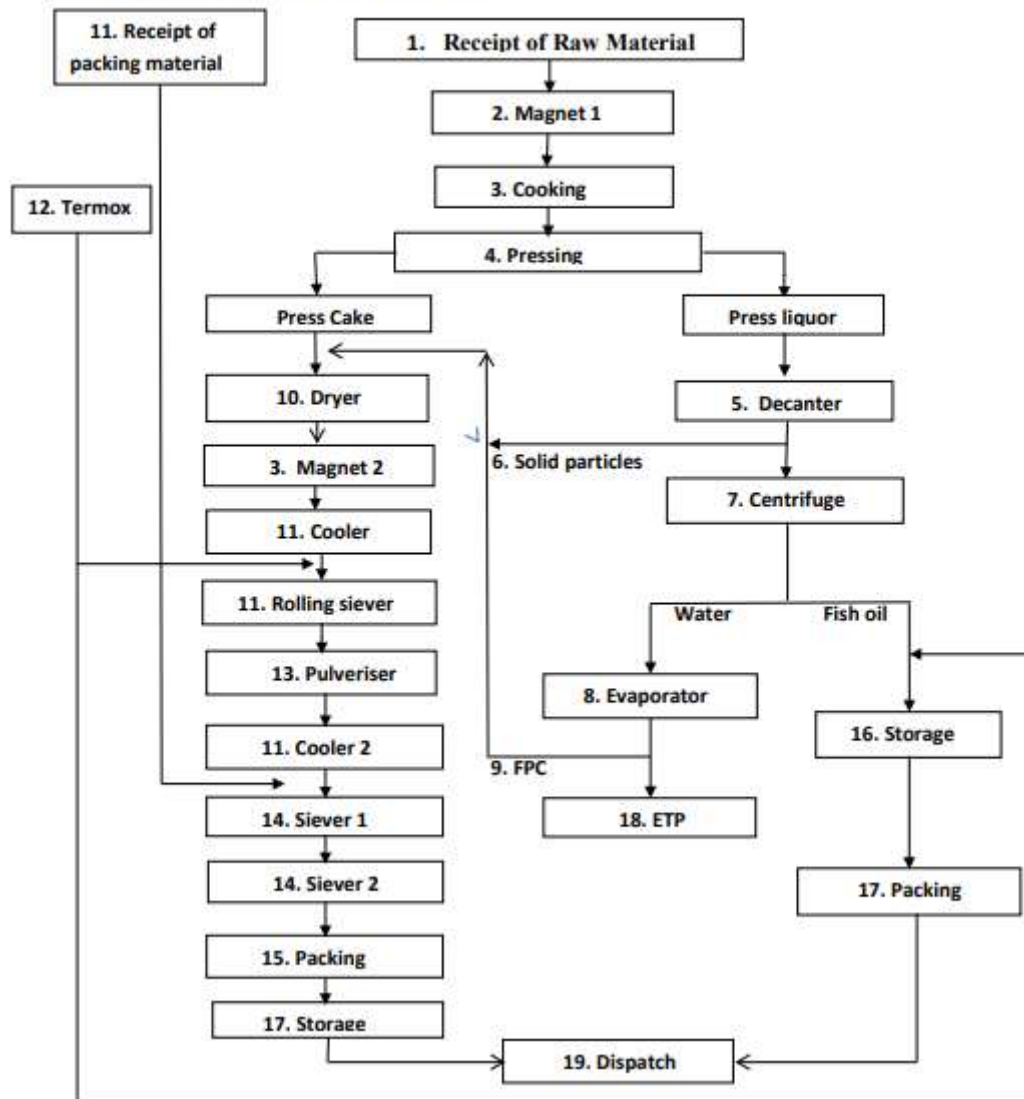 11. Receipt of
packing material
1. Receipt of Raw Material
2. Magnet 1
3. Cooking
12. Termox
4. Pressing
Press Cake
Press liquor
10. Dryer
5. Decanter
3. Magnet 2
6. Solid particles
7. Centrifuge
11. Cooler
11. Rolling siever
Water
Fish oil
13. Pulveriser
8. Evaporator
11. Cooler 2
16. Storage
9. FPC
14. Siever 1
18. ETP
14. Siever 2
17. Packing
15. Packing
17. Storage
19. Dispatch